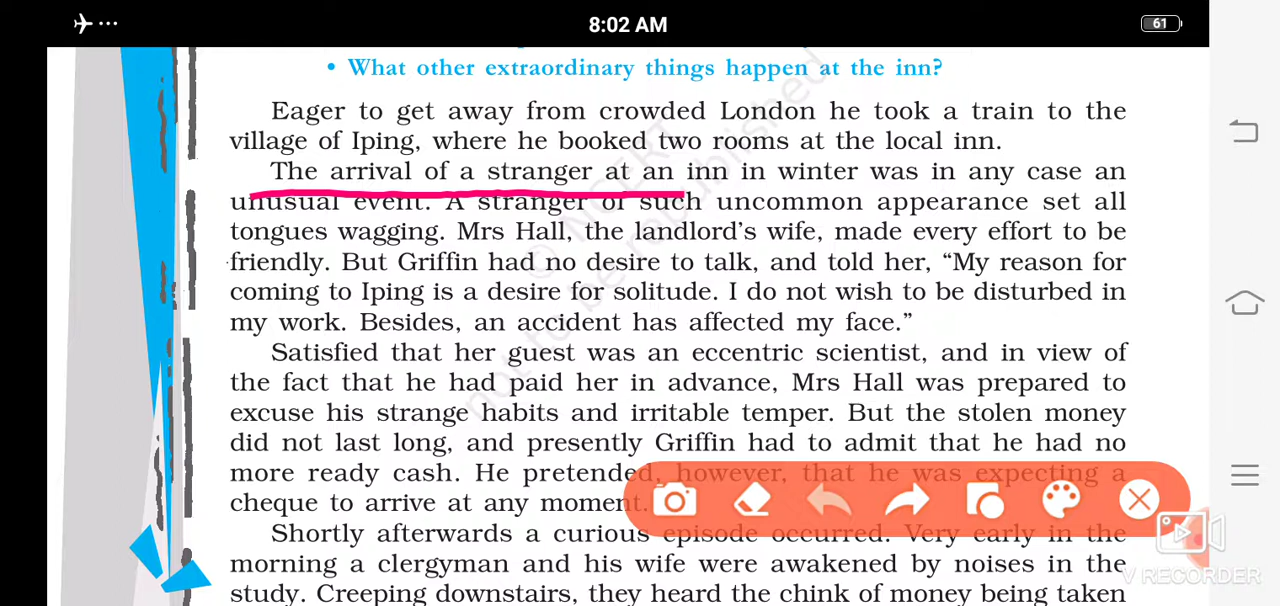 8:02 AM
61
• What other extraordinary things happen at the inn?
Eager to get away from crowded London he took a train to the
village of Iping, where he booked two rooms at the local inn.
The arrival of a stranger at an inn in winter was in any case an
unusual event. A stranger of such uncommon appearance set all
tongues wagging. Mrs Hall, the landlord's wife, made every effort to be
friendly. But Griffin had no desire to talk, and told her, “My reason for
coming to Iping is a desire for solitude. I do not wish to be disturbed in
my work. Besides, an accident has affected my face.”
Satisfied that her guest was an eccentric scientist, and in view of
the fact that he had paid her in advance, Mrs Hall was prepared to
excuse his strange habits and irritable temper. But the stolen money
did not last long, and presently Griffin had to admit that he had no
more ready cash. He pretended, however, that he was expecting a
cheque to arrive at any moment.
Shortly afterwards a curious episode occurred. Very early in the
morning a clergyman and his wife were awakened by noises in the
study. Creeping downstairs, they heard the chink of money being taken
© NCERT
not to be republished
V RECORDER